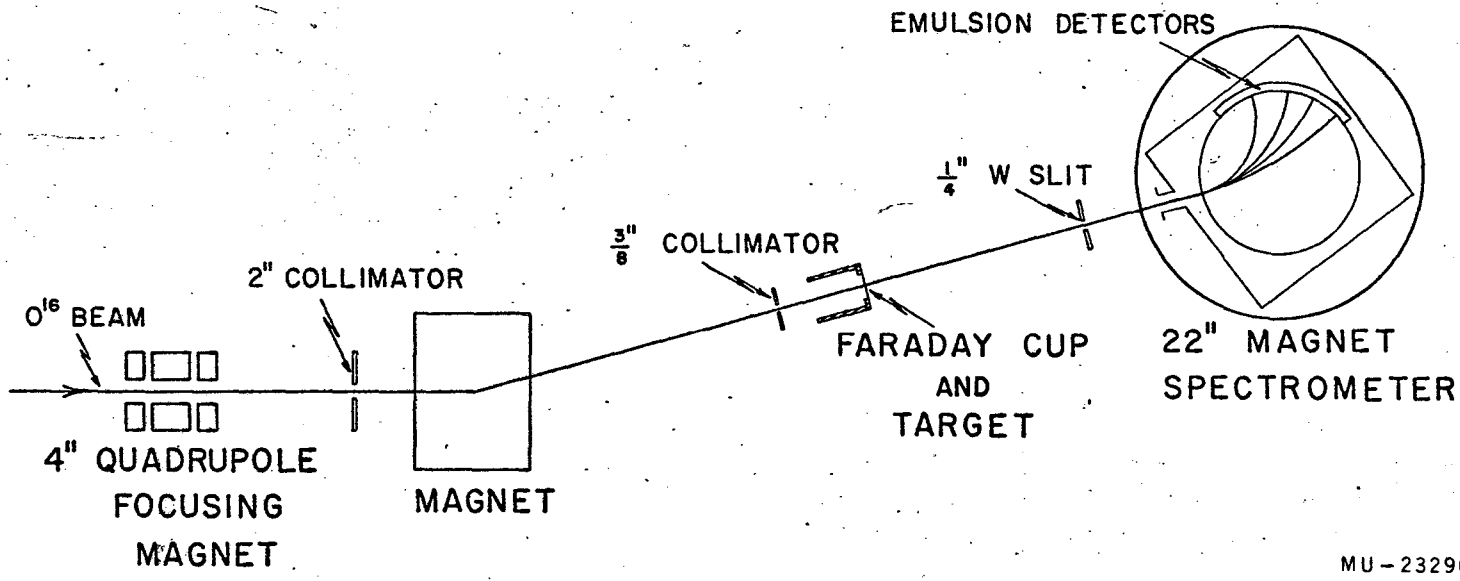 EMULSION DETECTORS
1/4" W SLIT
3/8" COLLIMATOR
2" COLLIMATOR
O¹⁶ BEAM
FARADAY CUP
AND
TARGET
22" MAGNET
SPECTROMETER
4" QUADRUPOLE
FOCUSING
MAGNET
MAGNET